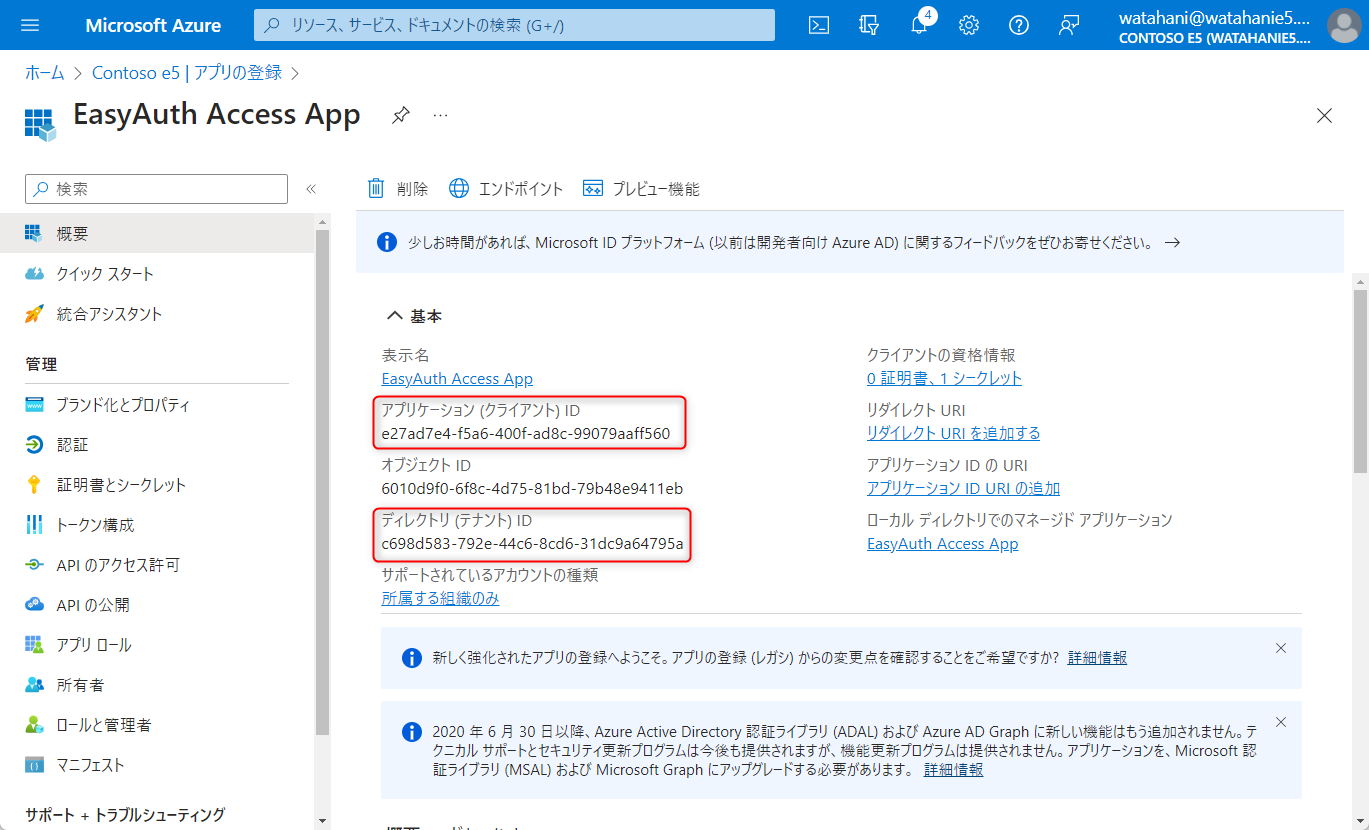 Microsoft Azure
リソース、サービス、ドキュメントの検索 (G+/)
4
watahani@watahanie5....
CONTOSO E5 (WATAHANIE5....
ホーム > Contoso e5 | アプリの登録 >
EasyAuth Access App
検索
«
削除
エンドポイント
プレビュー機能
概要
クイック スタート
統合アシスタント
管理
ブランド化とプロパティ
認証
証明書とシークレット
トークン構成
API のアクセス許可
API の公開
アプリ ロール
所有者
ロールと管理者
マニフェスト
サポート + トラブルシューティング
少しお時間があれば、Microsoft ID プラットフォーム (以前は開発者向け Azure AD) に関するフィードバックをぜひお寄せください。 →
基本
表示名
EasyAuth Access App
アプリケーション (クライアント) ID
e27ad7e4-f5a6-400f-ad8c-99079aaff560
オブジェクト ID
6010d9f0-6f8c-4d75-81bd-79b48e9411eb
ディレクトリ (テナント) ID
c698d583-792e-44c6-8cd6-31dc9a64795a
サポートされているアカウントの種類
所属する組織のみ
クライアントの資格情報
0 証明書、1 シークレット
リダイレクト URI
リダイレクト URI を追加する
アプリケーション ID の URI
アプリケーション ID URI の追加
ローカル ディレクトリでのマネージド アプリケーション
EasyAuth Access App
新しく強化されたアプリの登録へようこそ。アプリの登録 (レガシ) からの変更点を確認することをご希望ですか? 詳細情報
2020 年 6 月 30 日以降、Azure Active Directory 認証ライブラリ (ADAL) および Azure AD Graph に新しい機能はもう追加されません。テ
クニカル サポートとセキュリティ更新プログラムは今後も提供されますが、機能更新プログラムは提供されません。アプリケーションを、Microsoft 認
証ライブラリ (MSAL) および Microsoft Graph にアップグレードする必要があります。 詳細情報